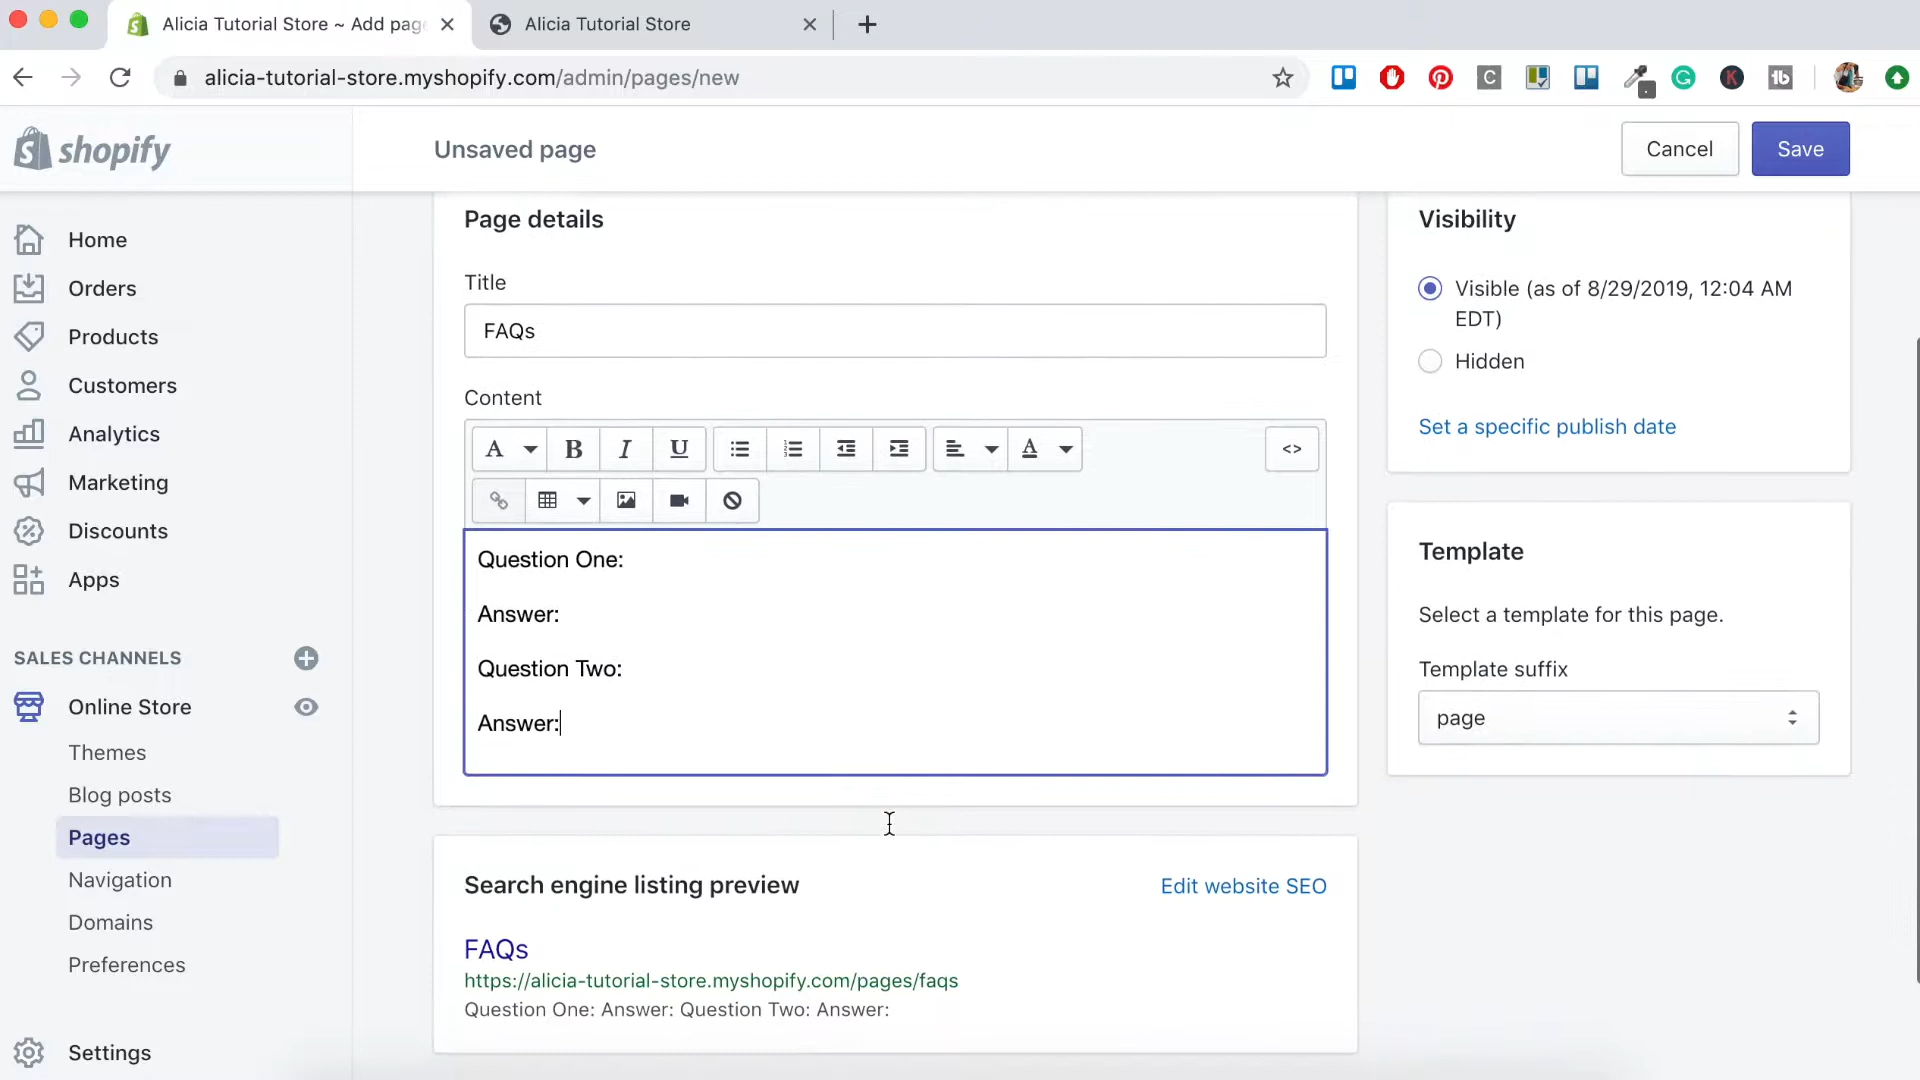 Alicia Tutorial Store ~ Add page
Alicia Tutorial Store
alicia-tutorial-store.myshopify.com/admin/pages/new
shopify
Unsaved page
Cancel
Save
Home
Orders
Products
Customers
Analytics
Marketing
Discounts
Apps
SALES CHANNELS
Online Store
Themes
Blog posts
Pages
Navigation
Domains
Preferences
Settings
Page details
Title
FAQs
Content
A
B
I
U
A
<>
Question One:
Answer:
Question Two:
Answer:
Search engine listing preview
Edit website SEO
FAQs
https://alicia-tutorial-store.myshopify.com/pages/faqs
Question One: Answer: Question Two: Answer:
Visibility
Visible (as of 8/29/2019, 12:04 AM
EDT)
Hidden
Set a specific publish date
Template
Select a template for this page.
Template suffix
page